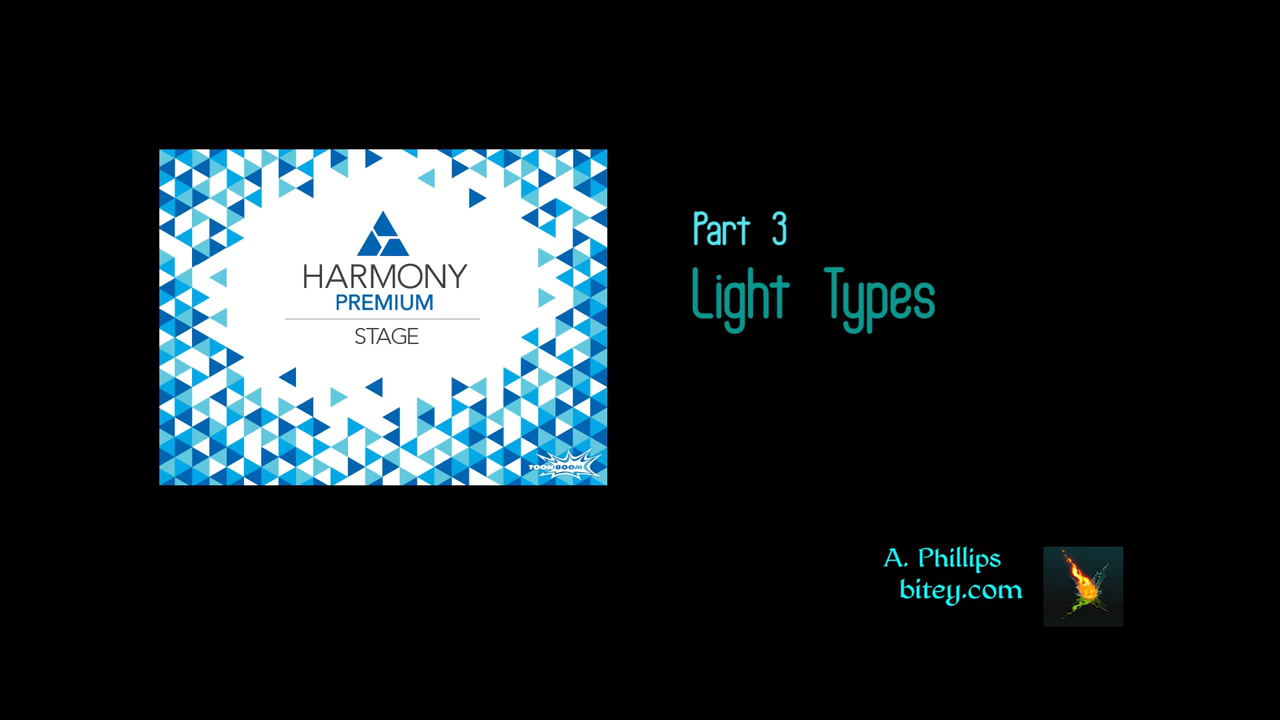 HARMONY
PREMIUM
STAGE
TOON BOOM
Part 3
Light Types
A. Phillips
bitey.com